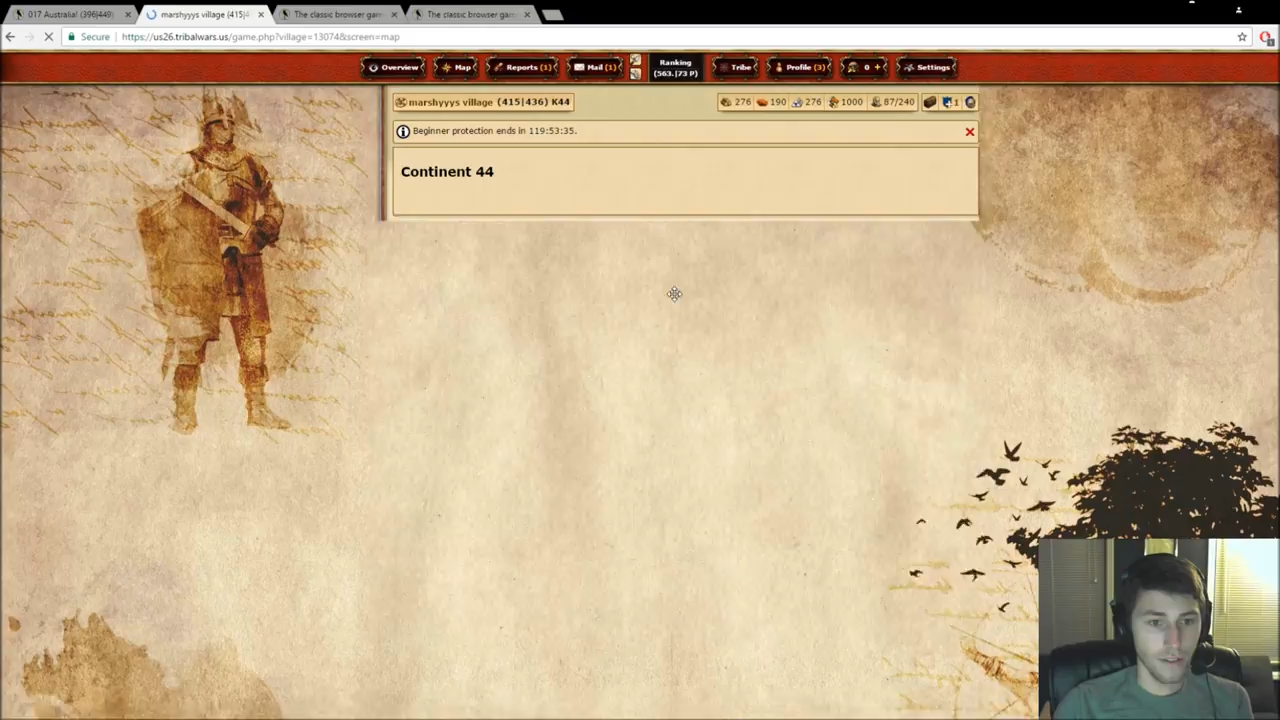 017 Australia! (396|449)
marshyyys village (415|4
The classic browser gam
The classic browser gam
Secure
https://us26.tribalwars.us/game.php?village=13074&screen=map
Overview
Map
Reports (1)
Mail (1)
Ranking
(563.|73 P)
Tribe
Profile (3)
0 +
Settings
marshyyys village (415|436) K44
276 190 276 1000 87/240 1
Beginner protection ends in 119:53:35.
Continent 44